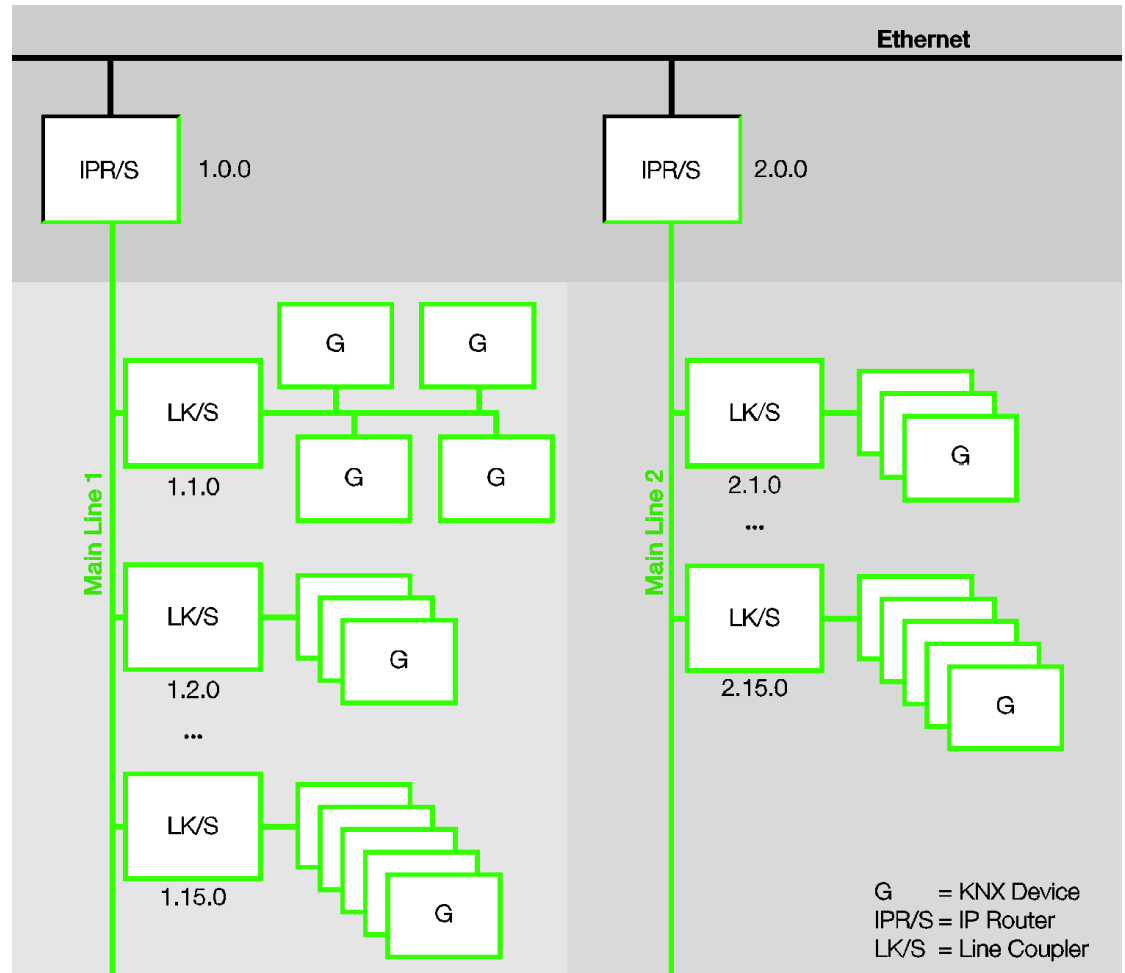 Ethernet
IPR/S
1.0.0
IPR/S
2.0.0
Main Line 1
G
G
LK/S
G
G
1.1.0
LK/S
G
1.2.0
...
LK/S
G
1.15.0
Main Line 2
LK/S
G
2.1.0
...
LK/S
G
2.15.0
G = KNX Device
IPR/S = IP Router
LK/S = Line Coupler